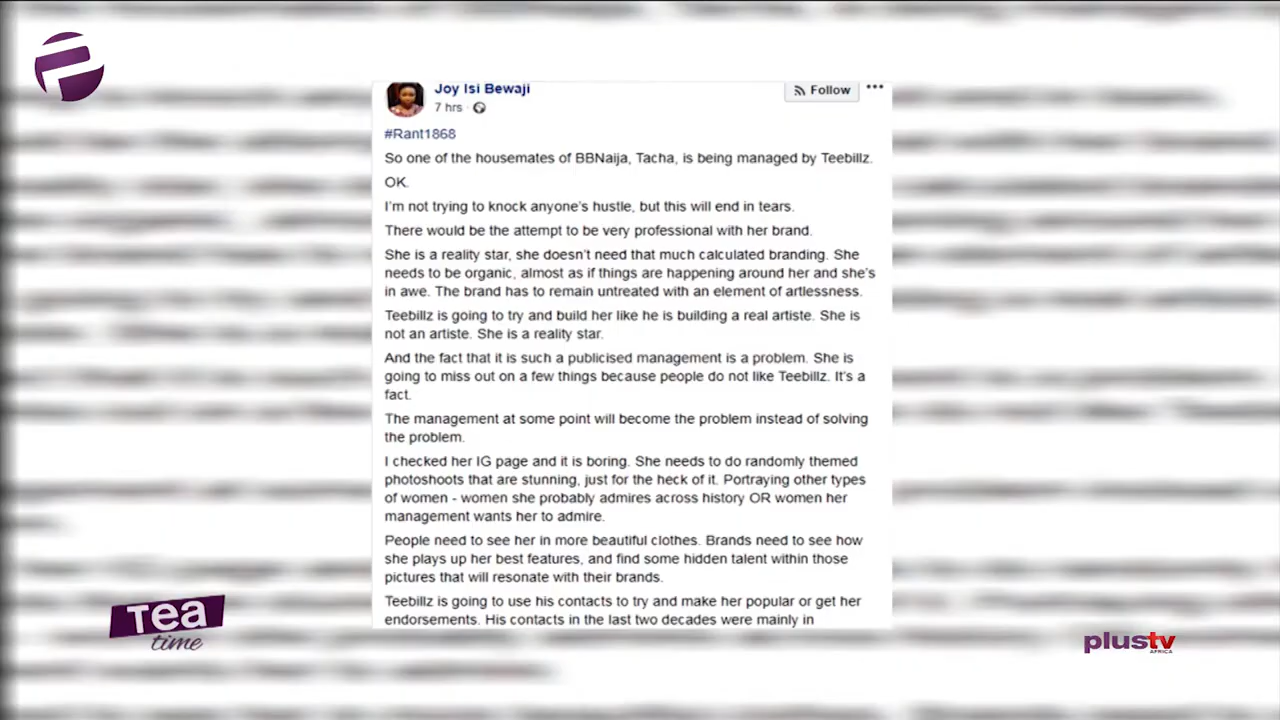 Joy Isi Bewaji
Follow
7 hrs
#Rant1868
So one of the housemates of BBNaija, Tacha, is being managed by Teebillz.
OK.
I'm not trying to knock anyone's hustle, but this will end in tears.
There would be the attempt to be very professional with her brand.
She is a reality star, she doesn't need that much calculated branding. She
needs to be organic, almost as if things are happening around her and she's
in awe. The brand has to remain untreated with an element of artlessness.
Teebillz is going to try and build her like he is building a real artiste. She is
not an artiste. She is a reality star.
And the fact that it is such a publicised management is a problem. She is
going to miss out on a few things because people do not like Teebillz. It's a
fact.
The management at some point will become the problem instead of solving
the problem.
I checked her IG page and it is boring. She needs to do randomly themed
photoshoots that are stunning, just for the heck of it. Portraying other types
of women - women she probably admires across history OR women her
management wants her to admire.
People need to see her in more beautiful clothes. Brands need to see how
she plays up her best features, and find some hidden talent within those
pictures that will resonate with their brands.
Teebillz is going to use his contacts to try and make her popular or get her
endorsements. His contacts in the last two decades were mainly in
Tea
time
plustv
AFRICA